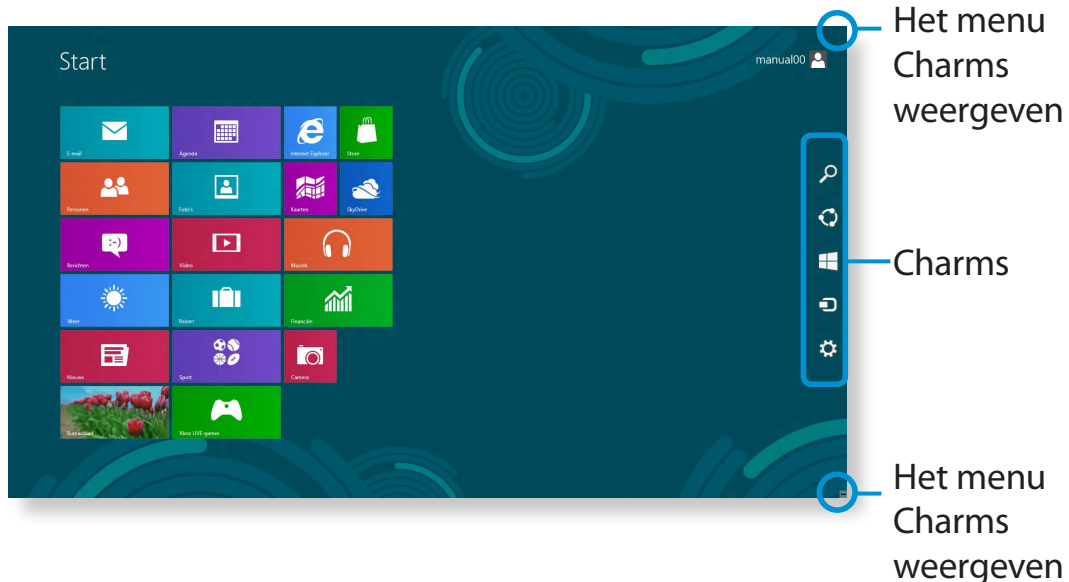 Het menu
Charms
weergeven
Start
manual00
E-mail
Agenda
Internet Explorer
Store
Personen
Foto's
Kaarten
SkyDrive
Berichten
:-)
Video
Muziek
Charms
Weer
Reizen
Financiën
Nieuws
Sport
Camera
Bureaublad
Xbox LIVE-games
Het menu
Charms
weergeven